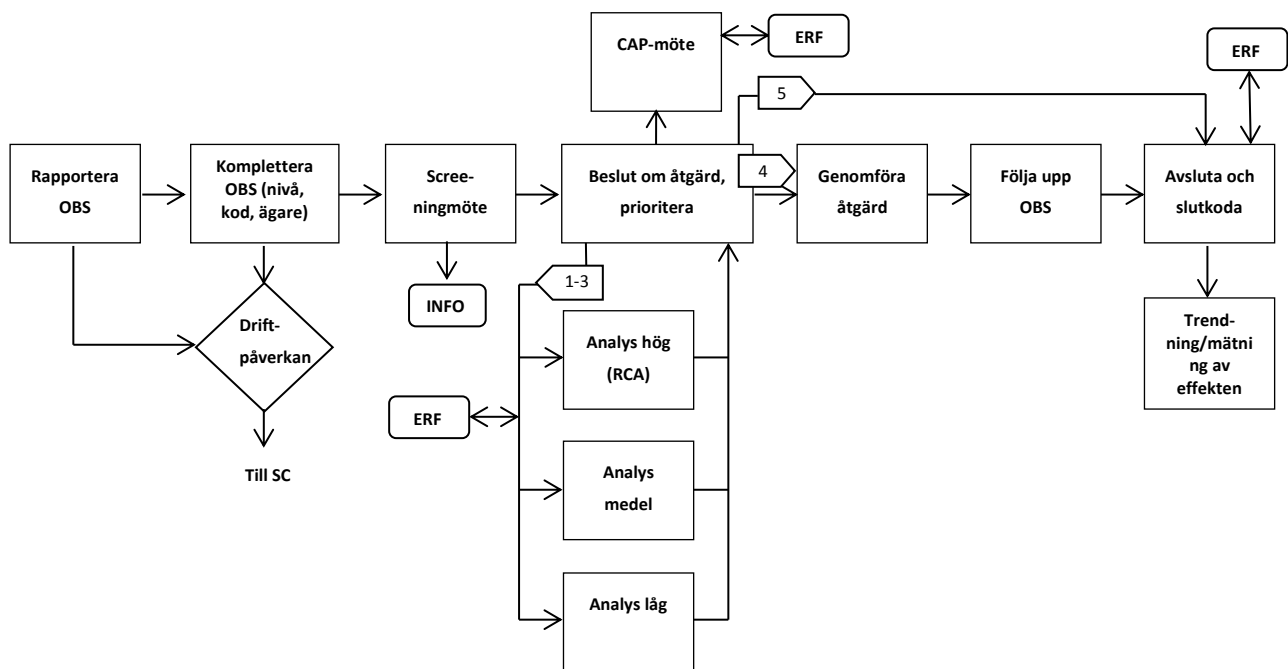 CAP-möte
ERF
ERF
5
Rapportera
OBS
Komplettera
OBS (nivå,
kod, ägare)
Scree-
ningmöte
Beslut om åtgärd,
prioritera
4
Genomföra
åtgärd
Följa upp
OBS
Avsluta och
slutkoda
1-3
INFO
Drift-
påverkan
Till SC
ERF
Analys hög
(RCA)
Analys
medel
Analys låg
Trend-
ning/mätni
ng av
effekten